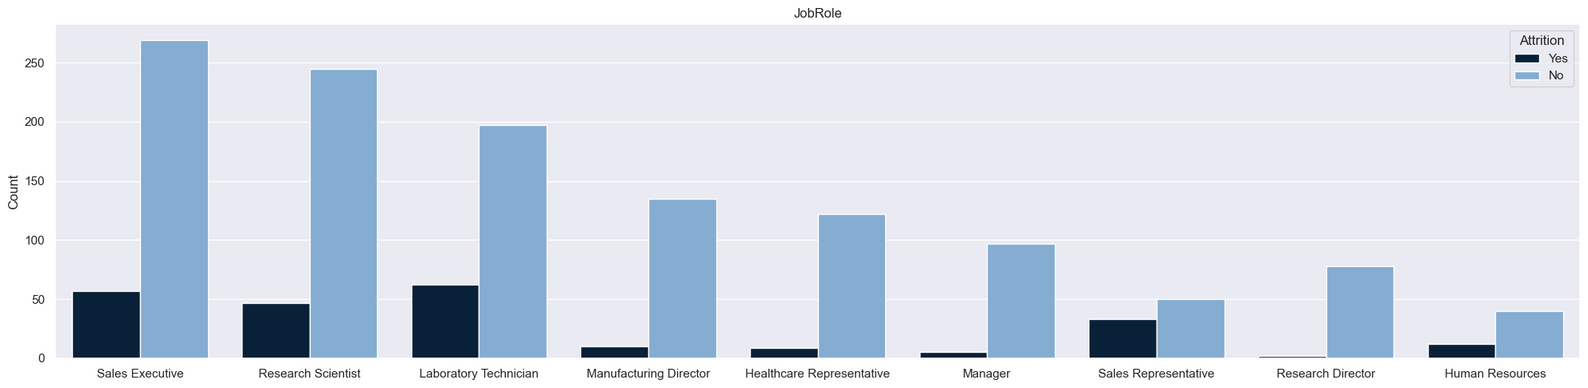 JobRole
Attrition
Yes
No
Count
250
200
150
100
50
0
Sales Executive
Research Scientist
Laboratory Technician
Manufacturing Director
Healthcare Representative
Manager
Sales Representative
Research Director
Human Resources